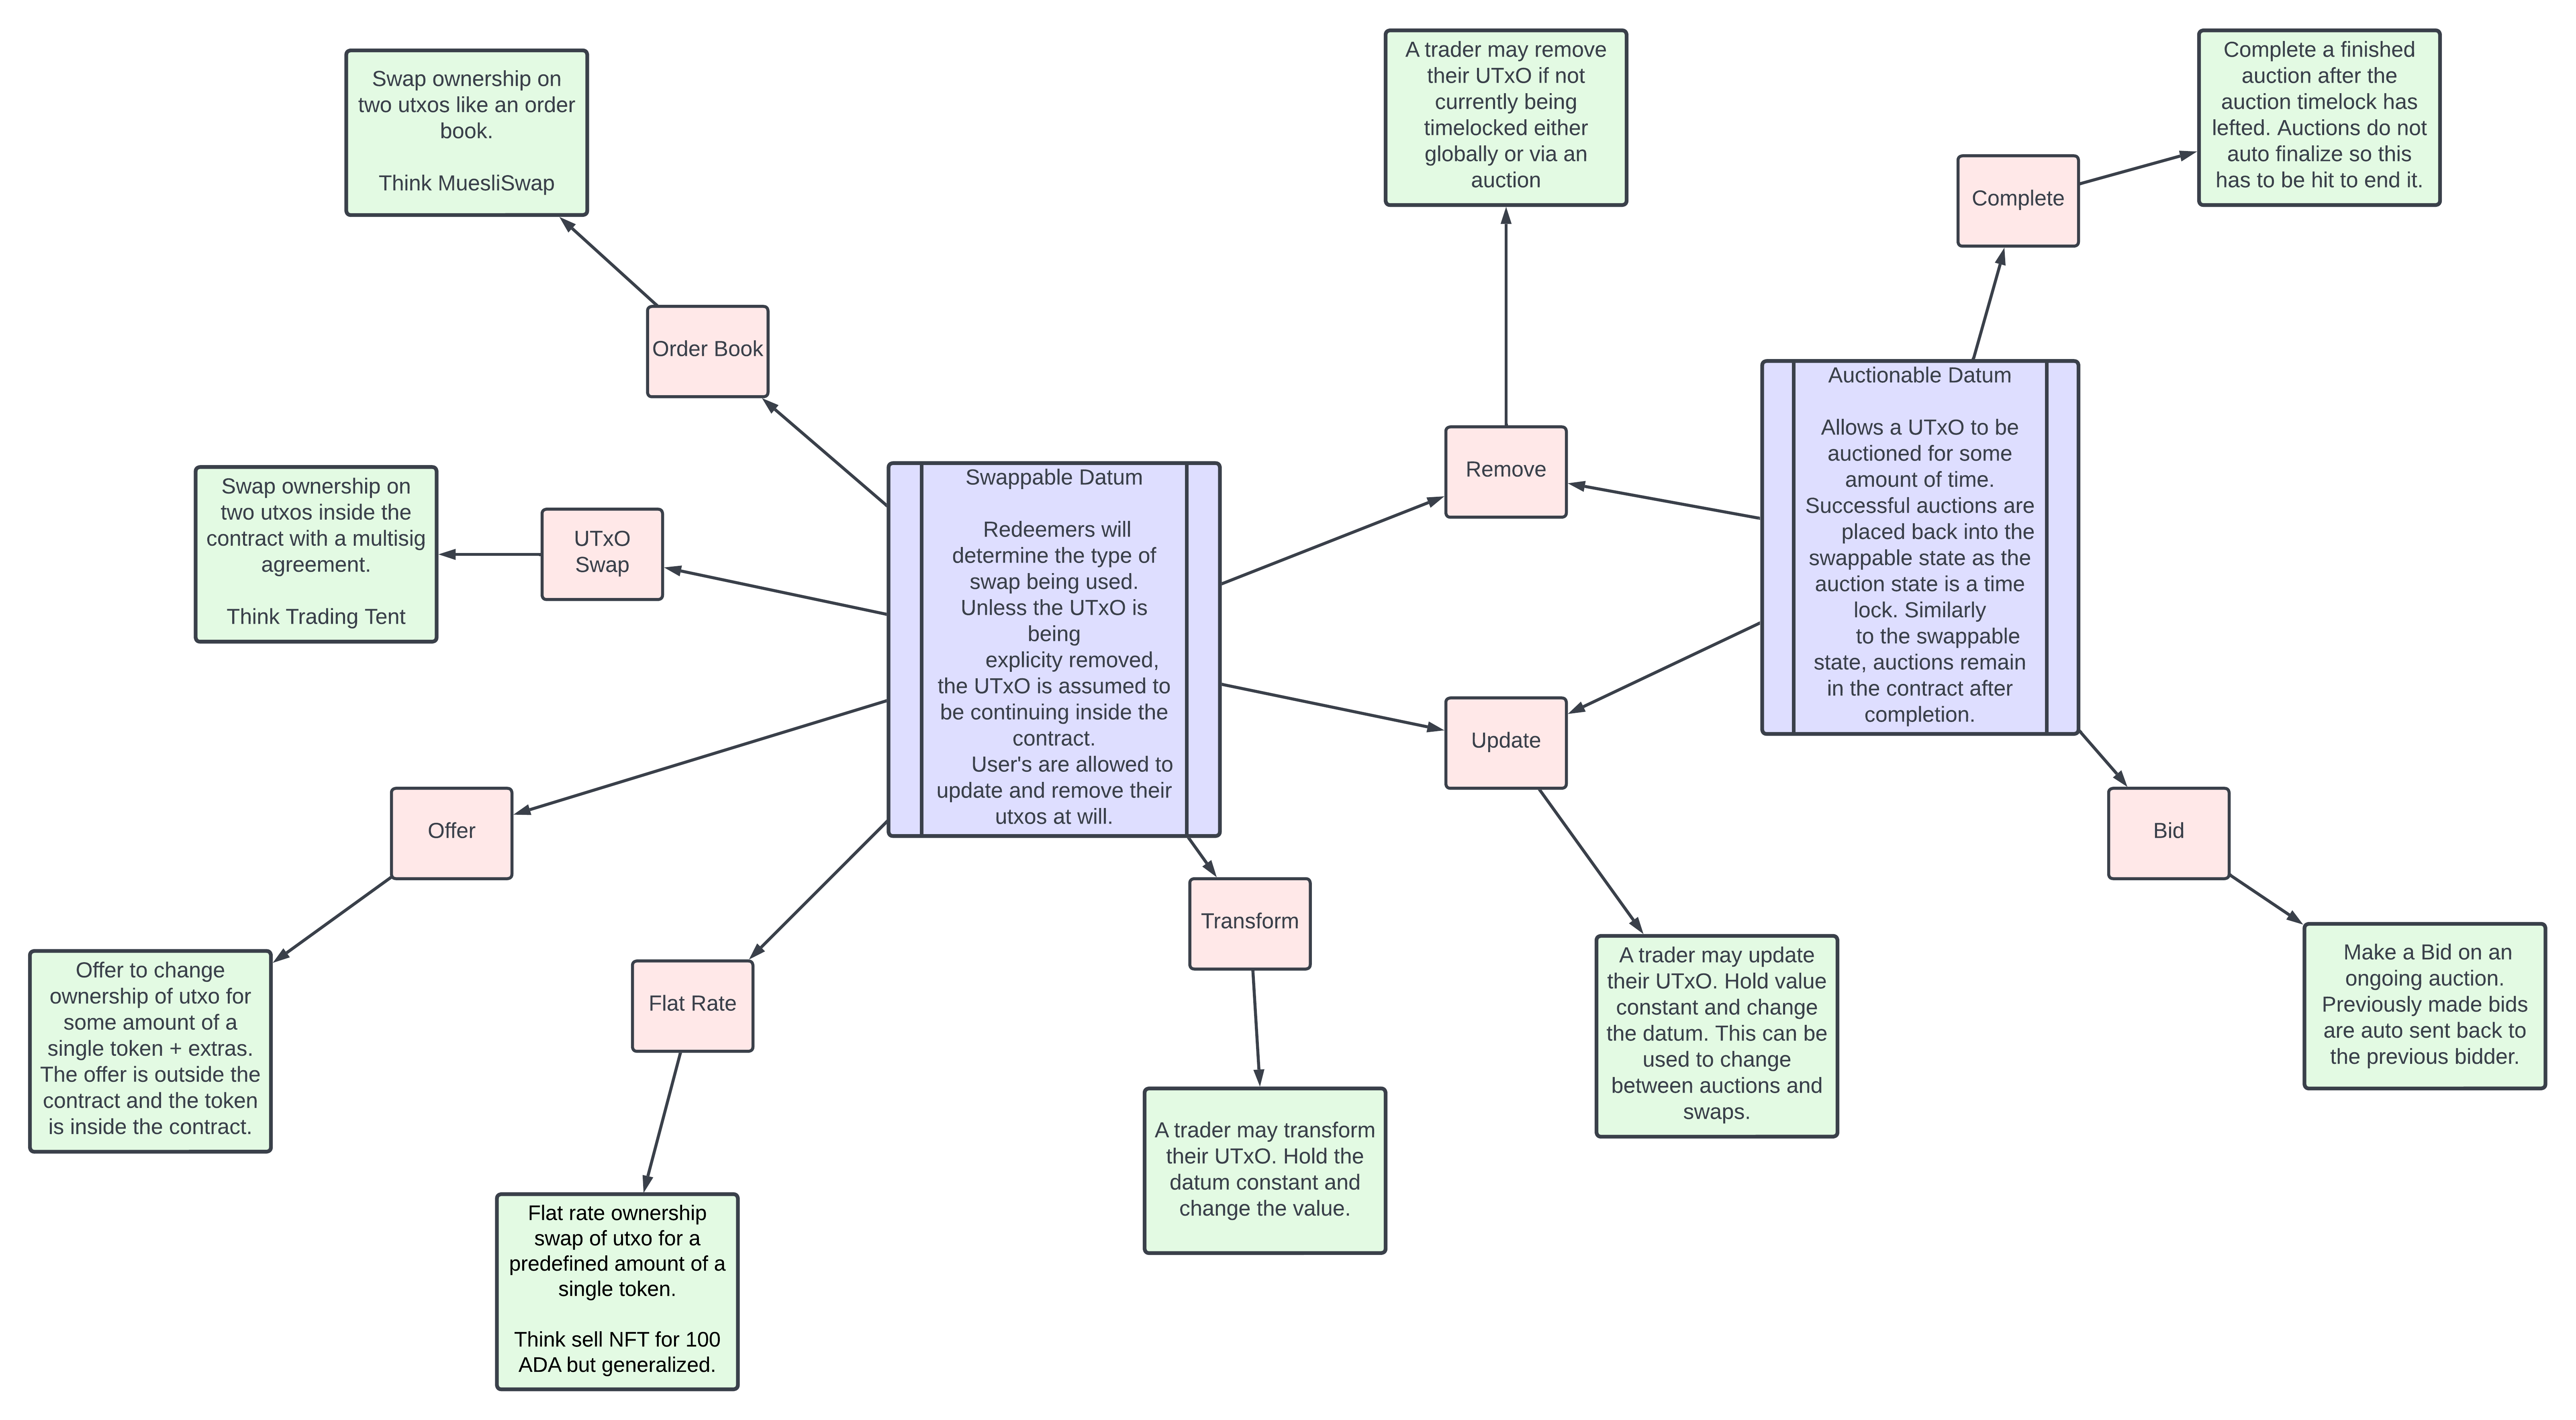 Swap ownership on
two utxos like an order
book.
Think MuesliSwap
A trader may remove
their UTxO if not
currently being
timelocked either
globally or via an
auction
Complete a finished
auction after the
auction timelock has
lefted. Auctions do not
auto finalize so this
has to be hit to end it.
Complete
Order Book
Auctionable Datum
Allows a UTxO to be
auctioned for some
amount of time.
Successful auctions are
placed back into the
swappable state as the
auction state is a time
lock. Similarly
to the swappable
state, auctions remain
in the contract after
completion.
Remove
Swappable Datum
Redeemers will
determine the type of
swap being used.
Unless the UTxO is
being
explicity removed,
the UTxO is assumed to
be continuing inside the
contract.
User's are allowed to
update and remove their
utxos at will.
Swap ownership on
two utxos inside the
contract with a multisig
agreement.
Think Trading Tent
UTxO
Swap
Update
Offer
Bid
Transform
Flat Rate
Offer to change
ownership of utxo for
some amount of a
single token + extras.
The offer is outside the
contract and the token
is inside the contract.
A trader may update
their UTxO. Hold value
constant and change
the datum. This can be
used to change
between auctions and
swaps.
Make a Bid on an
ongoing auction.
Previously made bids
are auto sent back to
the previous bidder.
A trader may transform
their UTxO. Hold the
datum constant and
change the value.
Flat rate ownership
swap of utxo for a
predefined amount of a
single token.
Think sell NFT for 100
ADA but generalized.